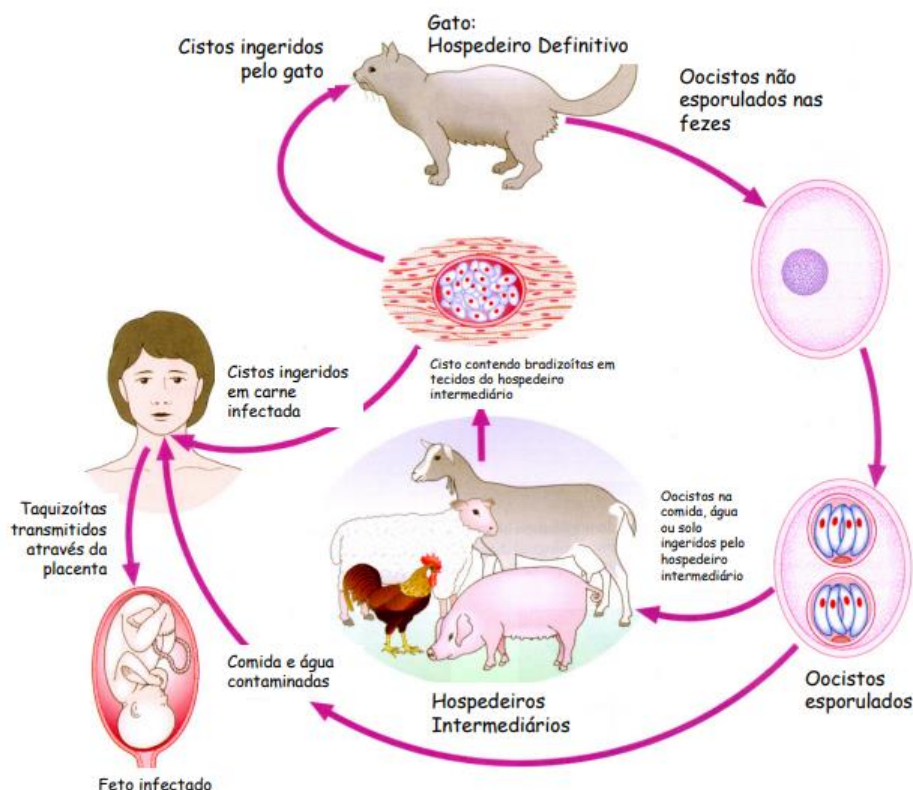 Gato:
Hospedeiro Definitivo
Cistos ingeridos
pelo gato
Oocistos não
esporulados nas
fezes
Cisto contendo bradizoítas em
tecidos do hospedeiro
intermediário
Cistos ingeridos
em carne
infectada
Oocistos na
comida, água
ou solo
ingeridos pelo
hospedeiro
intermediário
Taquizoítas
transmitidos
através da
placenta
Comida e água
contaminadas
Hospedeiros
Intermediários
Oocistos
esporulados
Feto infectado